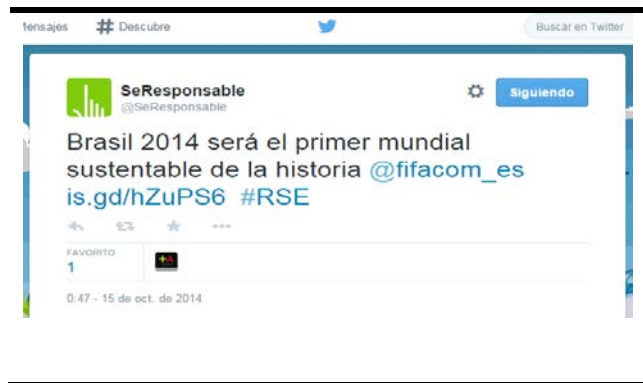 Mensajes # Descubre Buscar en Twitter
SeResponsable Siguiendo
@SeResponsable
Brasil 2014 será el primer mundial
sustentable de la historia @fifacom_es
is.gd/hZuPS6 #RSE
FAVORITO
1
0:47 - 15 de oct. de 2014